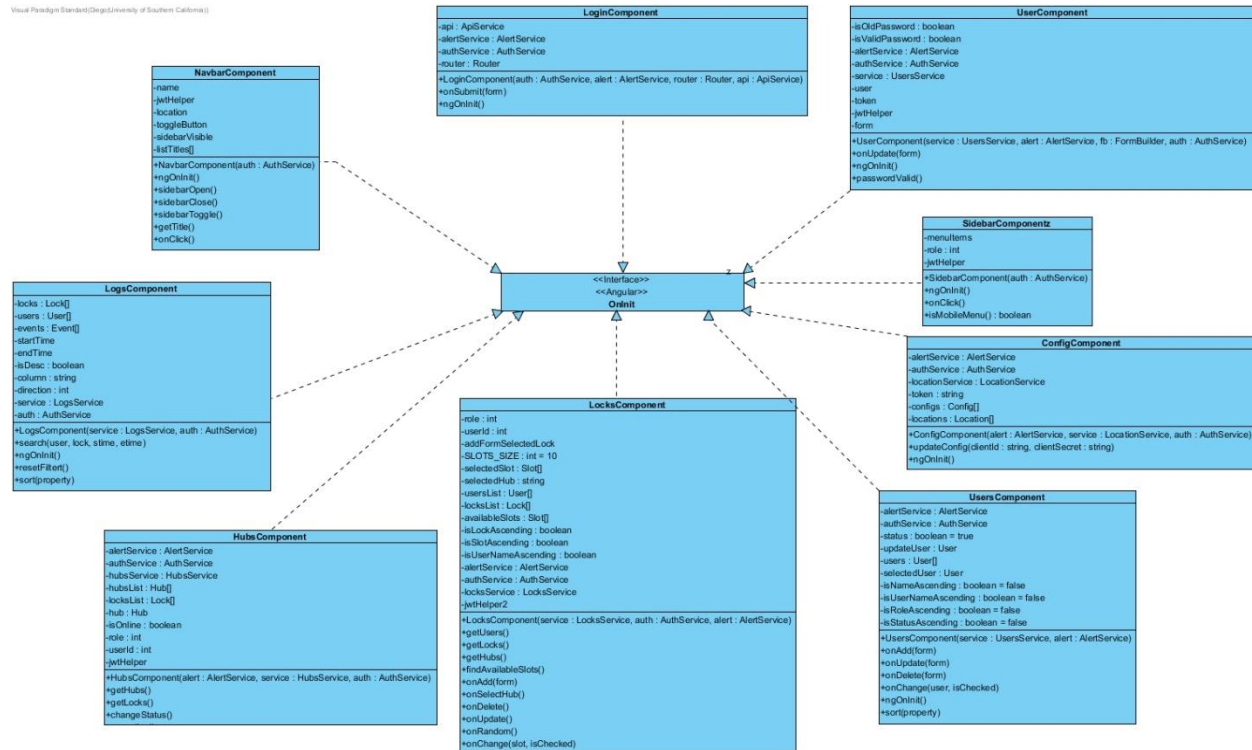 Visual Paradigm Standard(Diego(University of Southern California))
LoginComponent
-api : ApiService
-alertService : AlertService
-authService : AuthService
-router : Router
+LoginComponent(auth : AuthService, alert : AlertService, router : Router, api : ApiService)
+onSubmit(form)
+ngOnInit()
UserComponent
-isOldPassword : boolean
-isValidPassword : boolean
-alertService : AlertService
-authService : AuthService
-service : UsersService
-user
-token
-jwtHelper
-form
+UserComponent(service : UsersService, alert : AlertService, fb : FormBuilder, auth : AuthService)
+onUpdate(form)
+ngOnInit()
+passwordValid()
NavbarComponent
-name
-jwtHelper
-location
-toggleButton
-sidebarVisible
-listTitles[]
+NavbarComponent(auth : AuthService)
+ngOnInit()
+sidebarOpen()
+sidebarClose()
+sidebarToggle()
+getTitle()
+onClick()
SidebarComponentz
-menuItems
-role : int
-jwtHelper
+SidebarComponent(auth : AuthService)
+ngOnInit()
+onClick()
+isMobileMenu() : boolean
z
<<Interface>>
<<Angular>>
OnInit
LogsComponent
-locks : Lock[]
-users : User[]
-events : Event[]
-startTime
-endTime
-isDesc : boolean
-column : string
-direction : int
-service : LogsService
-auth : AuthService
+LogsComponent(service : LogsService, auth : AuthService)
+search(user, lock, stime, etime)
+ngOnInit()
+resetFiltert()
+sort(property)
ConfigComponent
-alertService : AlertService
-authService : AuthService
-locationService : LocationService
-token : string
-configs : Config[]
-locations : Location[]
+ConfigComponent(alert : AlertService, service : LocationService, auth : AuthService)
+updateConfig(clientId : string, clientSecret : string)
+ngOnInit()
LocksComponent
-role : int
-userId : int
-addFormSelectedLock
-SLOTS_SIZE : int = 10
-selectedSlot : Slot[]
-selectedHub : string
-usersList : User[]
-locksList : Lock[]
-availableSlots : Slot[]
-isLockAscending : boolean
-isSlotAscending : boolean
-isUserNameAscending : boolean
-alertService : AlertService
-authService : AuthService
-locksService : LocksService
-jwtHelper2
+LocksComponent(service : LocksService, auth : AuthService, alert : AlertService)
+getUsers()
+getLocks()
+getHubs()
+findAvailableSlots()
+onAdd(form)
+onSelectHub()
+onDelete()
+onUpdate()
+onRandom()
+onChange(slot, isChecked)
UsersComponent
-alertService : AlertService
-authService : AuthService
-status : boolean = true
-updateUser : User
-users : User[]
-selectedUser : User
-isNameAscending : boolean = false
-isUserNameAscending : boolean = false
-isRoleAscending : boolean = false
-isStatusAscending : boolean = false
+UsersComponent(service : UsersService, alert : AlertService)
+onAdd(form)
+onUpdate(form)
+onDelete(form)
+onChange(user, isChecked)
+ngOnInit()
+sort(property)
HubsComponent
-alertService : AlertService
-authService : AuthService
-hubsService : HubsService
-hubsList : Hub[]
-locksList : Lock[]
-hub : Hub
-isOnline : boolean
-role : int
-userId : int
-jwtHelper
+HubsComponent(alert : AlertService, service : HubsService, auth : AuthService)
+getHubs()
+getLocks()
+changeStatus()